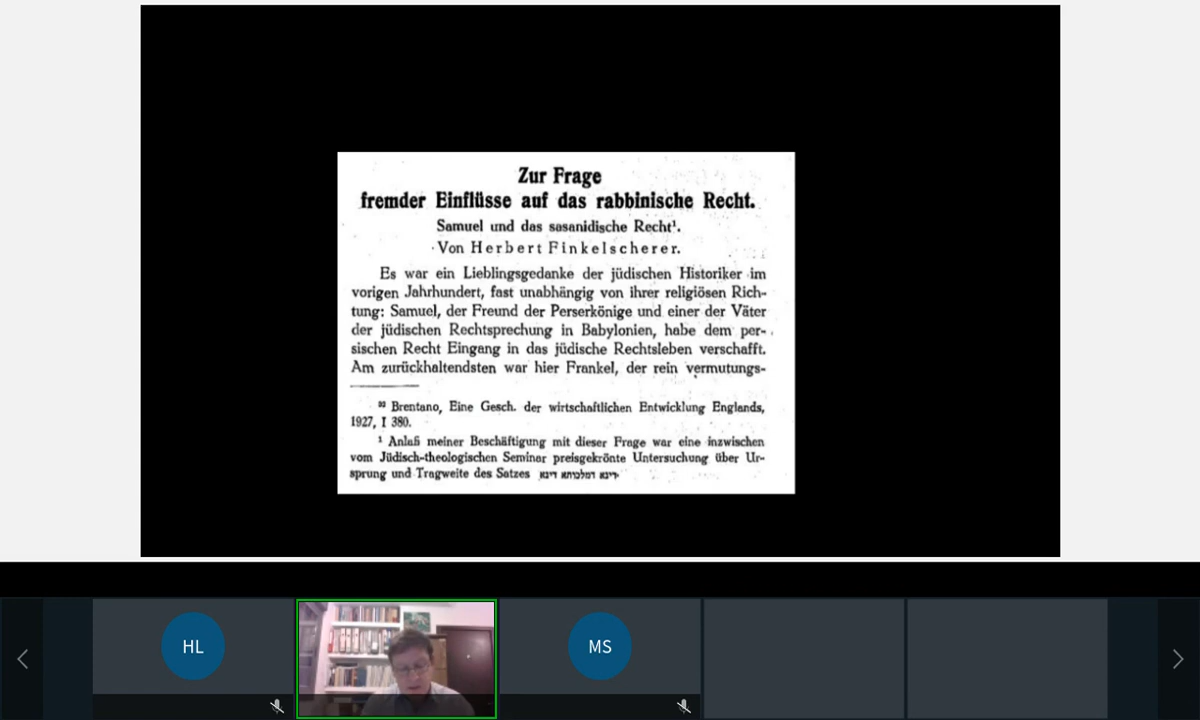 Zur Frage
fremder Einflüsse auf das rabbinische Recht.
Samuel und das sasanidische Recht¹.
Von Herbert Finkelscherer.
Es war ein Lieblingsgedanke der jüdischen Historiker im
vorigen Jahrhundert, fast unabhängig von ihrer religiösen Rich-
tung: Samuel, der Freund der Perserkönige und einer der Väter
der jüdischen Rechtsprechung in Babylonien, habe dem per-
sischen Recht Eingang in das jüdische Rechtsleben verschafft.
Am zurückhaltendsten war hier Frankel, der rein vermutungs-
Brentano, Eine Gesch. der wirtschaftlichen Entwicklung Englands,
1927, I 380.
¹ Anlaß meiner Beschäftigung mit dieser Frage war eine inzwischen
vom Jüdisch-theologischen Seminar preisgekrönte Untersuchung über Ur-
sprung und Tragweite des Satzes דינא דמלכותא דינא
HL
MS